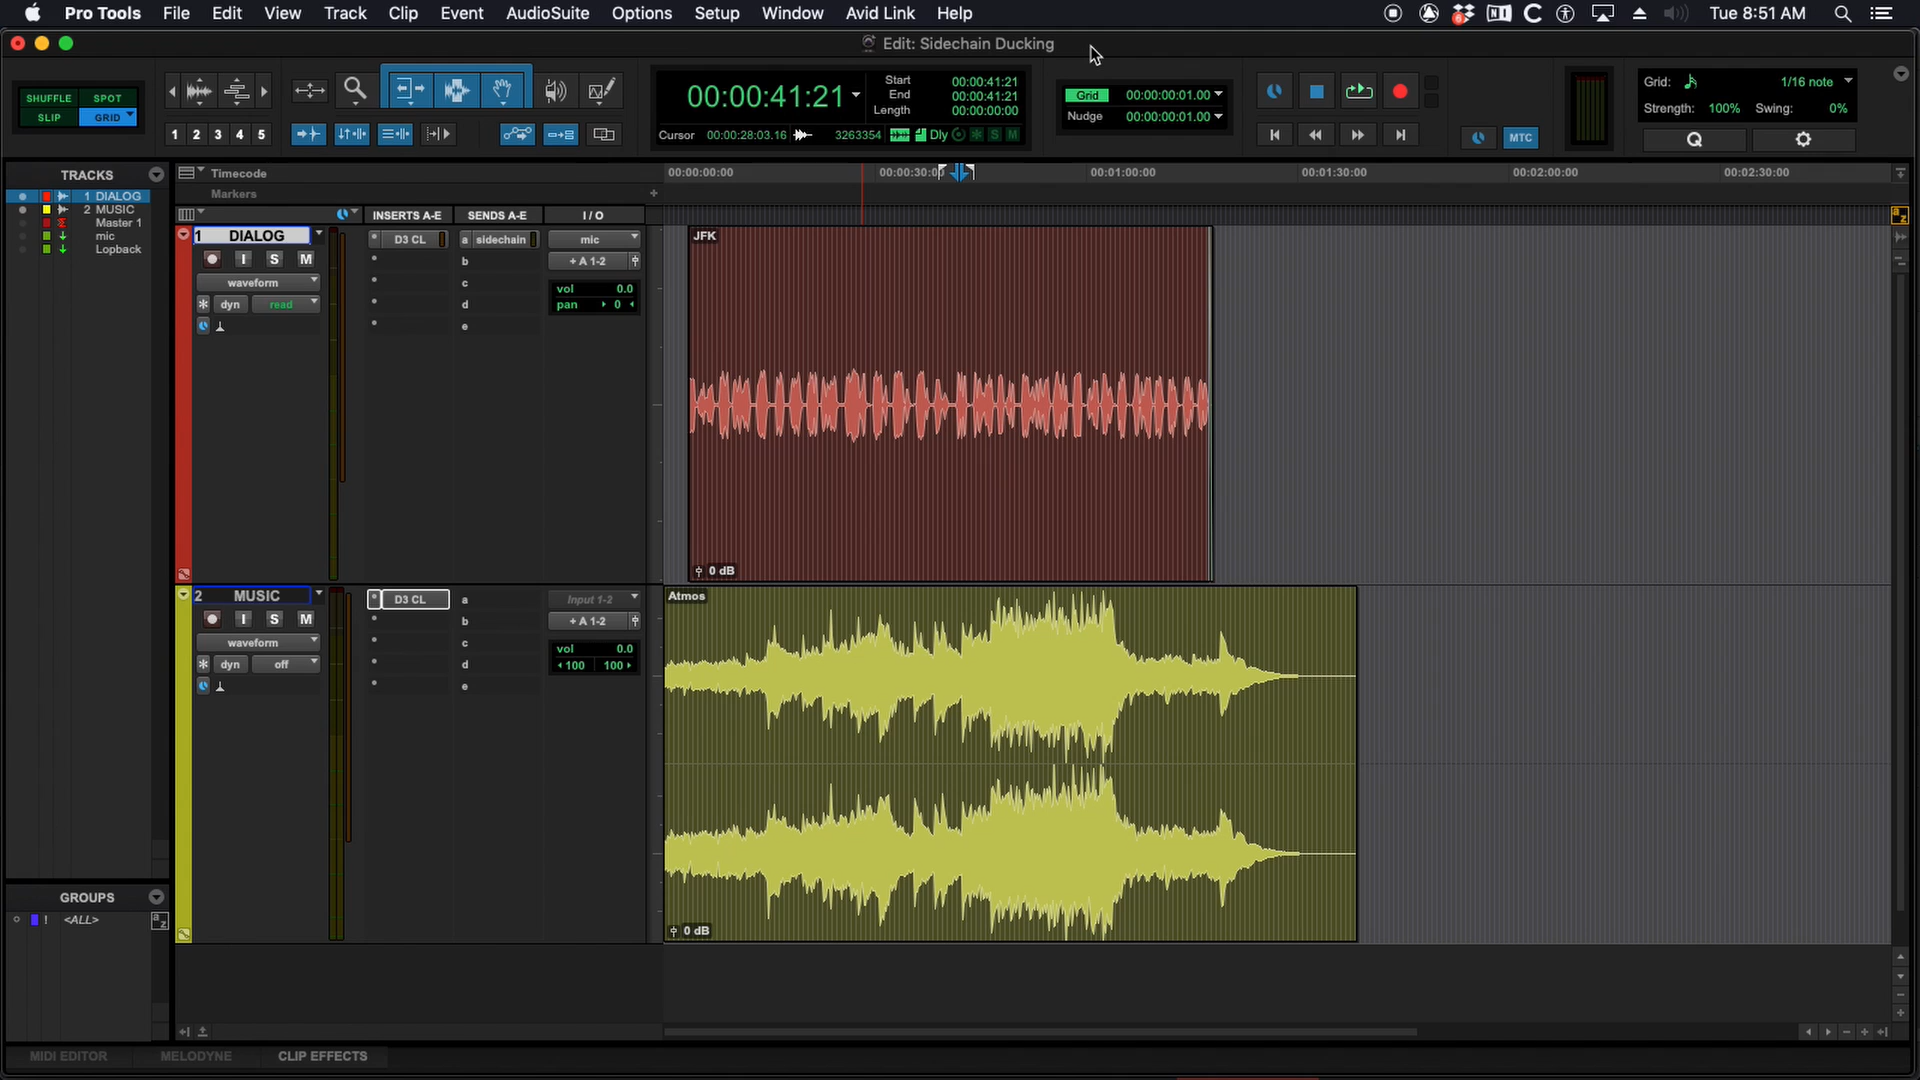 Pro Tools File Edit View Track Clip Event AudioSuite Options Setup Window Avid Link Help Tue 8:51 AM
Edit: Sidechain Ducking
SHUFFLE SPOT
SLIP GRID
1 2 3 4 5
00:00:41:21
Start 00:00:41:21
End 00:00:41:21
Length 00:00:00:00
Cursor 00:00:28:03.16 3263354 Dly S M
Grid 00:00:00:01.00
Nudge 00:00:00:01.00
MTC
Grid: 1/16 note
Strength: 100% Swing: 0%
Q
TRACKS
1 DIALOG
2 MUSIC
Master 1
mic
Lopback
Timecode 00:00:00:00 00:00:30:0 00:01:00:00 00:01:30:00 00:02:00:00 00:02:30:00
Markers
INSERTS A-E SENDS A-E I / O
1 DIALOG D3 CL a sidechain mic JFK
I S M b + A 1-2
waveform c vol 0.0
dyn read d pan 0
e
0 dB
2 MUSIC D3 CL a Input 1-2 Atmos
I S M b + A 1-2
waveform c vol 0.0
dyn off d 100 100
e
0 dB
GROUPS
! <ALL> a z
MIDI EDITOR MELODYNE CLIP EFFECTS